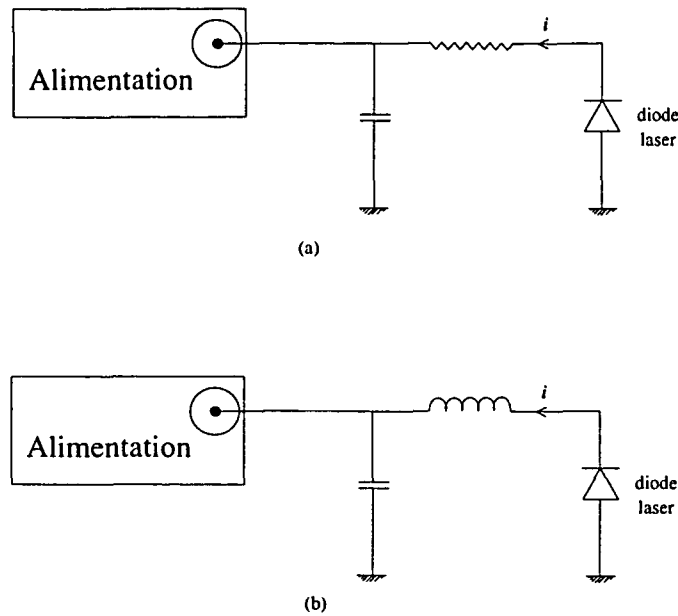 Alimentation
i
diode
laser
(a)
Alimentation
i
diode
laser
(b)